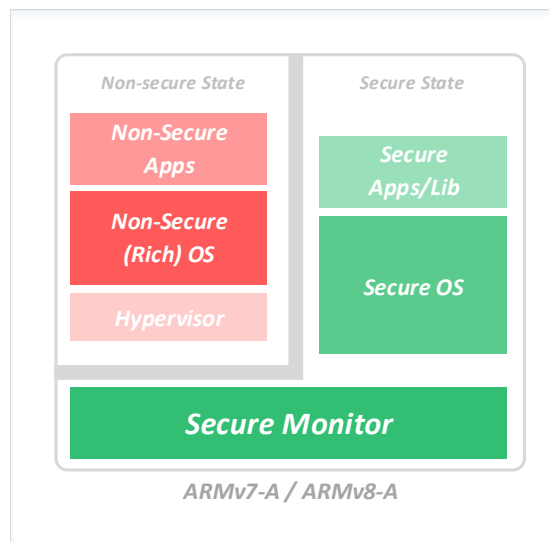 Non-secure State
Non-Secure
Apps
Non-Secure
(Rich) OS
Hypervisor
Secure State
Secure
Apps/Lib
Secure OS
Secure Monitor
ARMv7-A / ARMv8-A